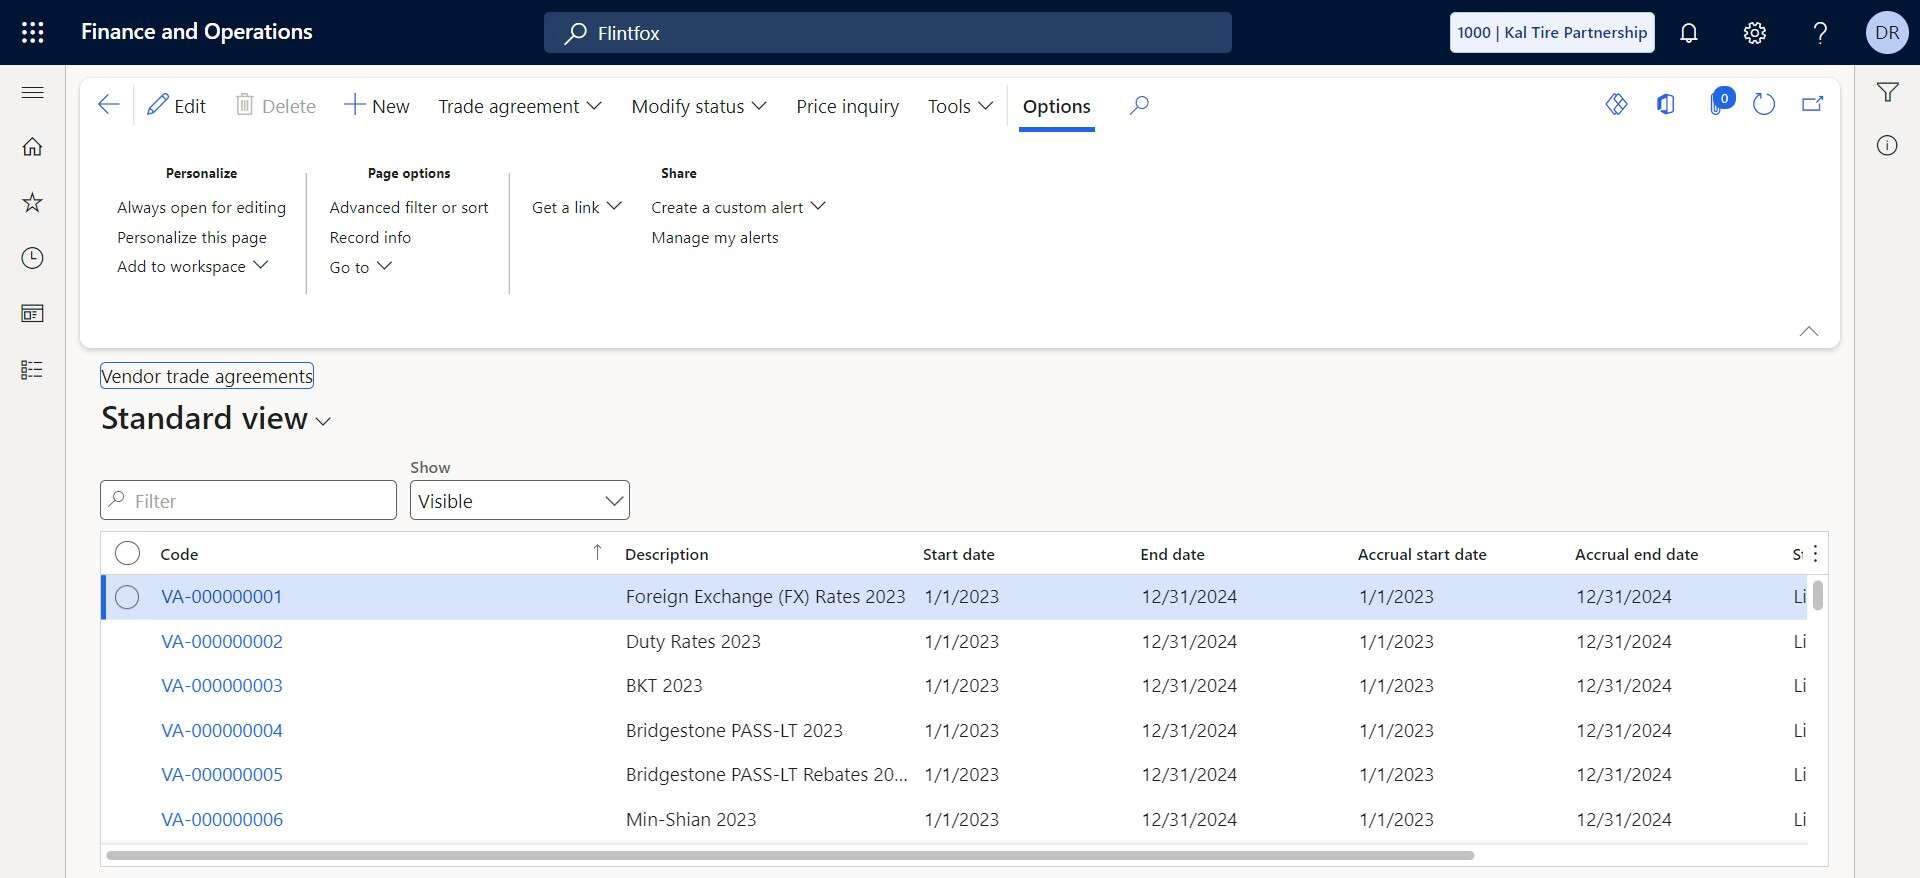 Finance and Operations
Flintfox
1000 | Kal Tire Partnership
DR
Edit
Delete
New
Trade agreement
Modify status
Price inquiry
Tools
Options
0
Personalize
Always open for editing
Personalize this page
Add to workspace
Page options
Advanced filter or sort
Record info
Go to
Share
Get a link
Create a custom alert
Manage my alerts
Vendor trade agreements
Standard view
Filter
Show
Visible
Code Description Start date End date Accrual start date Accrual end date S
VA-000000001 Foreign Exchange (FX) Rates 2023 1/1/2023 12/31/2024 1/1/2023 12/31/2024 Li
VA-000000002 Duty Rates 2023 1/1/2023 12/31/2024 1/1/2023 12/31/2024 Li
VA-000000003 BKT 2023 1/1/2023 12/31/2024 1/1/2023 12/31/2024 Li
VA-000000004 Bridgestone PASS-LT 2023 1/1/2023 12/31/2024 1/1/2023 12/31/2024 Li
VA-000000005 Bridgestone PASS-LT Rebates 20... 1/1/2023 12/31/2024 1/1/2023 12/31/2024 Li
VA-000000006 Min-Shian 2023 1/1/2023 12/31/2024 1/1/2023 12/31/2024 Li